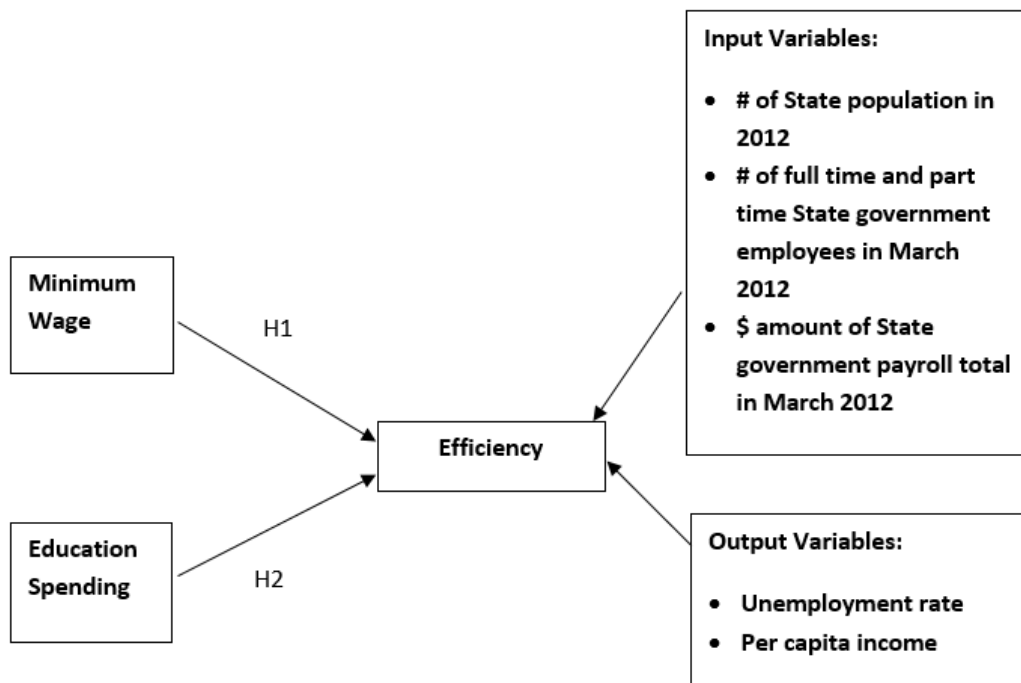 Input Variables:
• # of State population in
2012
• # of full time and part
time State government
employees in March
2012
• $ amount of State
government payroll total
in March 2012
Minimum
Wage
H1
Efficiency
Education
Spending
H2
Output Variables:
• Unemployment rate
• Per capita income